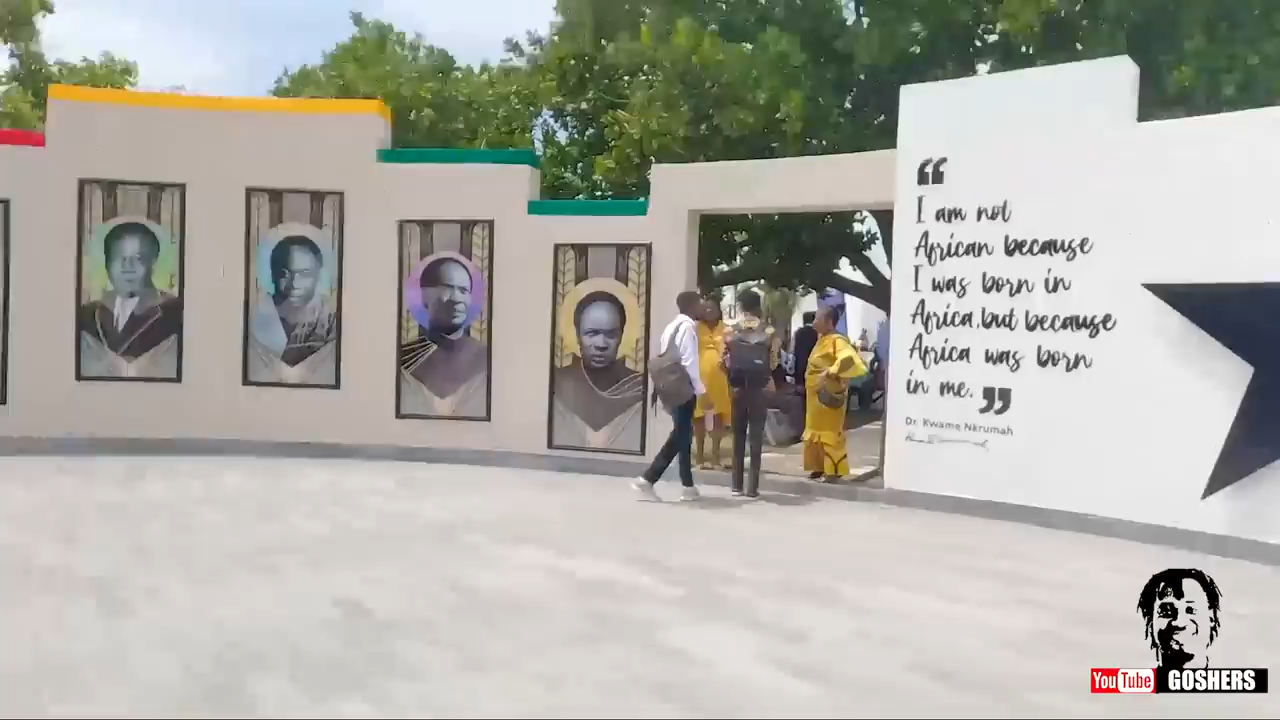 “
I am not
African because
I was born in
Africa, but because
Africa was born
in me. ”
Dr. Kwame Nkrumah
YouTube GOSHERS